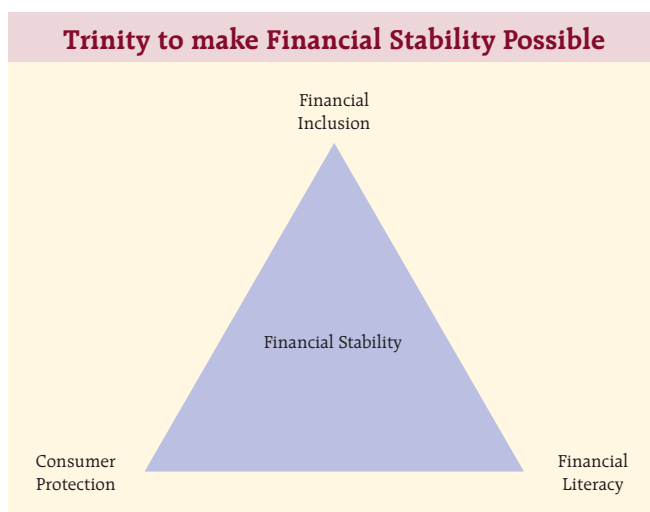 Trinity to make Financial Stability Possible
Financial
Inclusion
Financial Stability
Consumer
Protection
Financial
Literacy